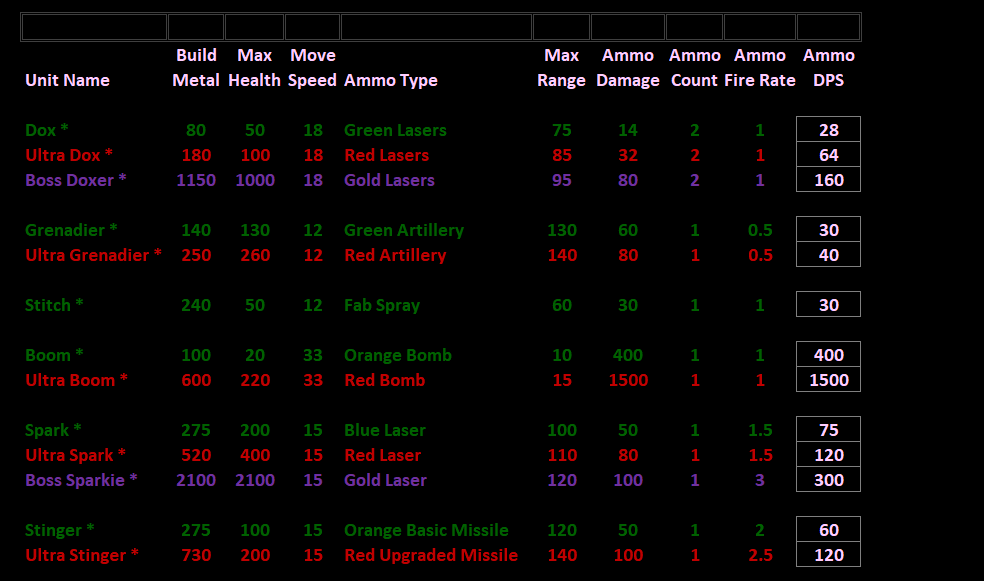 Build Max Move Max Ammo Ammo Ammo Ammo
Unit Name Metal Health Speed Ammo Type Range Damage Count Fire Rate DPS
Dox * 80 50 18 Green Lasers 75 14 2 1 28
Ultra Dox * 180 100 18 Red Lasers 85 32 2 1 64
Boss Doxer * 1150 1000 18 Gold Lasers 95 80 2 1 160
Grenadier * 140 130 12 Green Artillery 130 60 1 0.5 30
Ultra Grenadier * 250 260 12 Red Artillery 140 80 1 0.5 40
Stitch * 240 50 12 Fab Spray 60 30 1 1 30
Boom * 100 20 33 Orange Bomb 10 400 1 1 400
Ultra Boom * 600 220 33 Red Bomb 15 1500 1 1 1500
Spark * 275 200 15 Blue Laser 100 50 1 1.5 75
Ultra Spark * 520 400 15 Red Laser 110 80 1 1.5 120
Boss Sparkie * 2100 2100 15 Gold Laser 120 100 1 3 300
Stinger * 275 100 15 Orange Basic Missile 120 50 1 2 60
Ultra Stinger * 730 200 15 Red Upgraded Missile 140 100 1 2.5 120